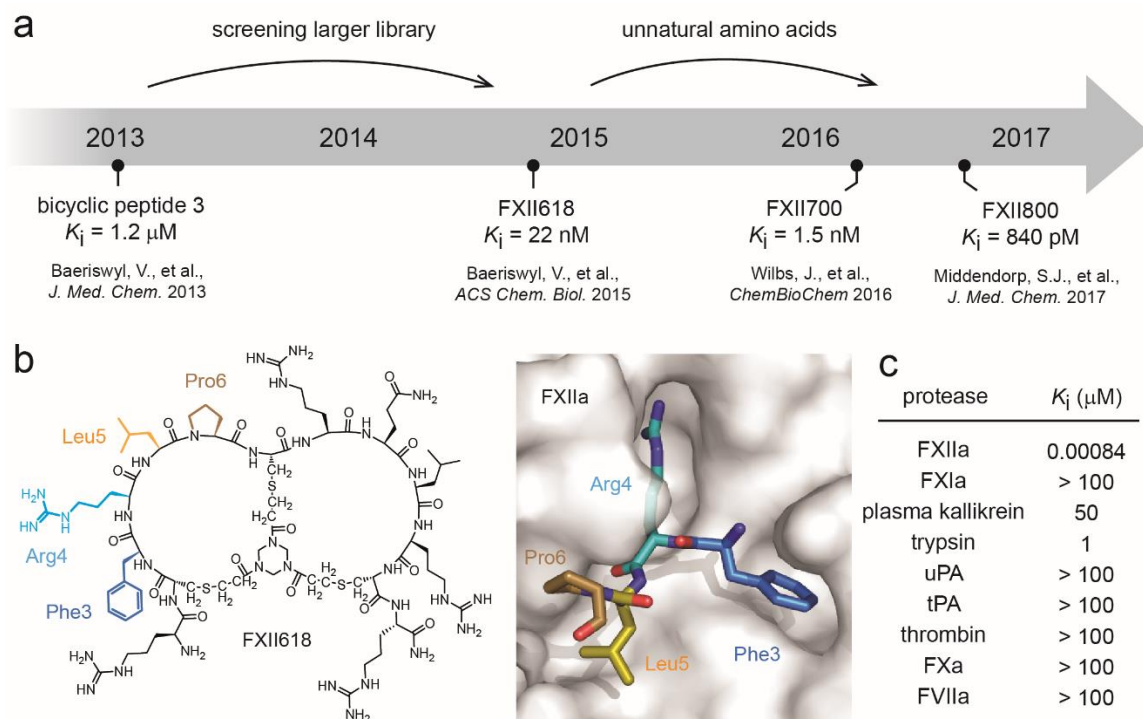 a
screening larger library
unnatural amino acids
2013 2014 2015 2016 2017
bicyclic peptide 3
Ki = 1.2 μM
Baeriswyl, V., et al.,
J. Med. Chem. 2013
FXII618
Ki = 22 nM
Baeriswyl, V., et al.,
ACS Chem. Biol. 2015
FXII700
Ki = 1.5 nM
Wilbs, J., et al.,
ChemBioChem 2016
FXII800
Ki = 840 pM
Middendorp, S.J., et al.,
J. Med. Chem. 2017
b
Pro6
Leu5
Arg4
Phe3
FXII618
FXIIa
Arg4
Pro6
Leu5
Phe3
c
protease Ki (μM)
FXIIa 0.00084
FXIa > 100
plasma kallikrein 50
trypsin 1
uPA > 100
tPA > 100
thrombin > 100
FXa > 100
FVIIa > 100